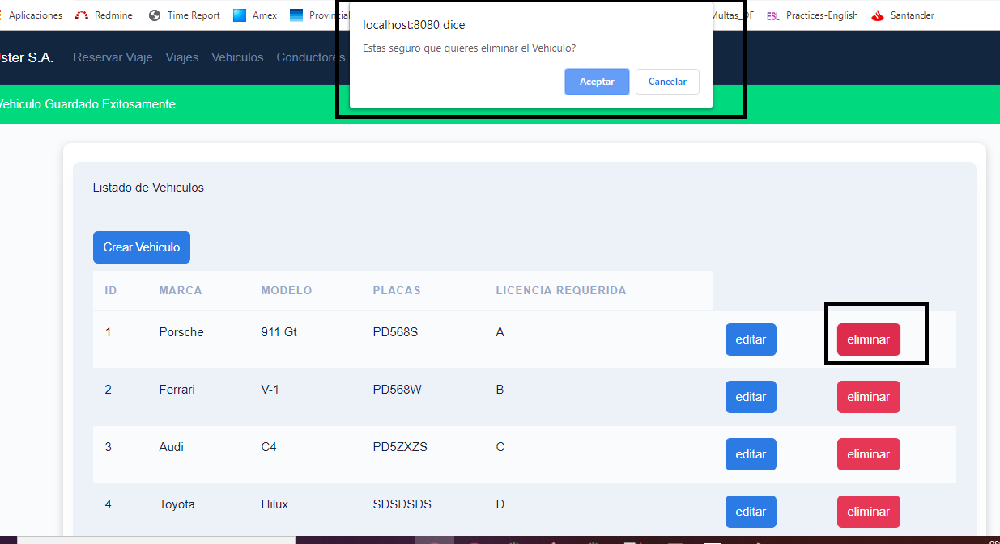 Aplicaciones Redmine Time Report Amex Provincial Multas_DF ESL Practices-English Santander
localhost:8080 dice
Estas seguro que quieres eliminar el Vehiculo?
Aceptar Cancelar
ster S.A. Reservar Viaje Viajes Vehiculos Conductores
Vehiculo Guardado Exitosamente
Listado de Vehiculos
Crear Vehiculo
ID MARCA MODELO PLACAS LICENCIA REQUERIDA
1 Porsche 911 Gt PD568S A editar eliminar
2 Ferrari V-1 PD568W B editar eliminar
3 Audi C4 PD5ZXZS C editar eliminar
4 Toyota Hilux SDSDSDS D editar eliminar